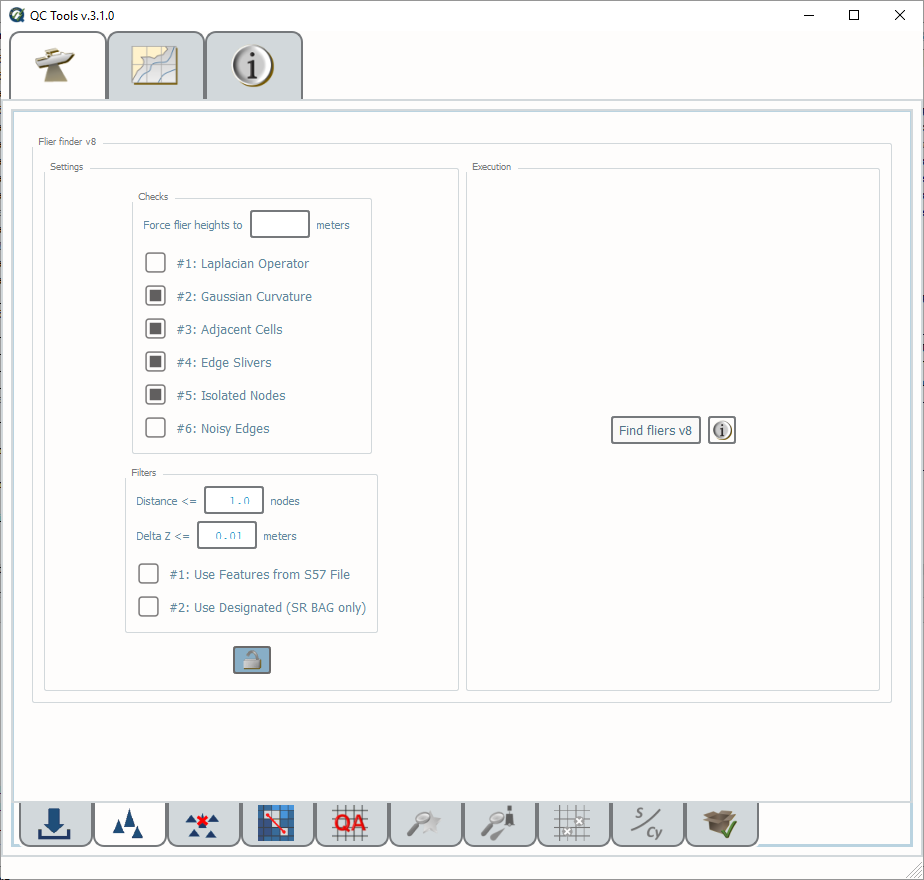 QC Tools v.3.1.0
Flier finder v8
Settings
Execution
Checks
Force flier heights to meters
#1: Laplacian Operator
#2: Gaussian Curvature
#3: Adjacent Cells
#4: Edge Slivers
#5: Isolated Nodes
#6: Noisy Edges
Find fliers v8
Filters
Distance <= 1.0 nodes
Delta Z <= 0.01 meters
#1: Use Features from S57 File
#2: Use Designated (SR BAG only)
QA
S/Cy